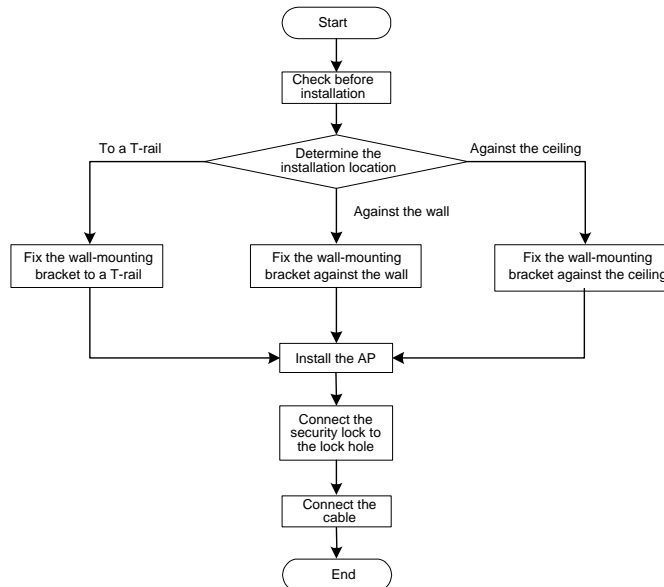 Start
Check before
installation
Determine the
installation location
To a T-rail
Against the ceiling
Against the wall
Fix the wall-mounting
bracket to a T-rail
Fix the wall-mounting
bracket against the wall
Fix the wall-mounting
bracket against the ceiling
Install the AP
Connect the
security lock to
the lock hole
Connect the
cable
End